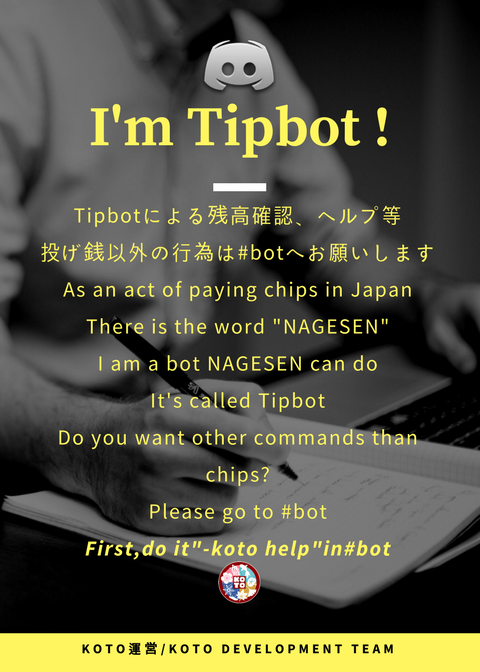 I'm Tipbot !
Tipbotによる残高確認、ヘルプ等
投げ銭以外の行為は#botへお願いします
As an act of paying chips in Japan
There is the word "NAGESEN"
I am a bot NAGESEN can do
It's called Tipbot
Do you want other commands than
chips?
Please go to #bot
First,do it"-koto help"in#bot
KO
TO
KOTO運営/KOTO DEVELOPMENT TEAM